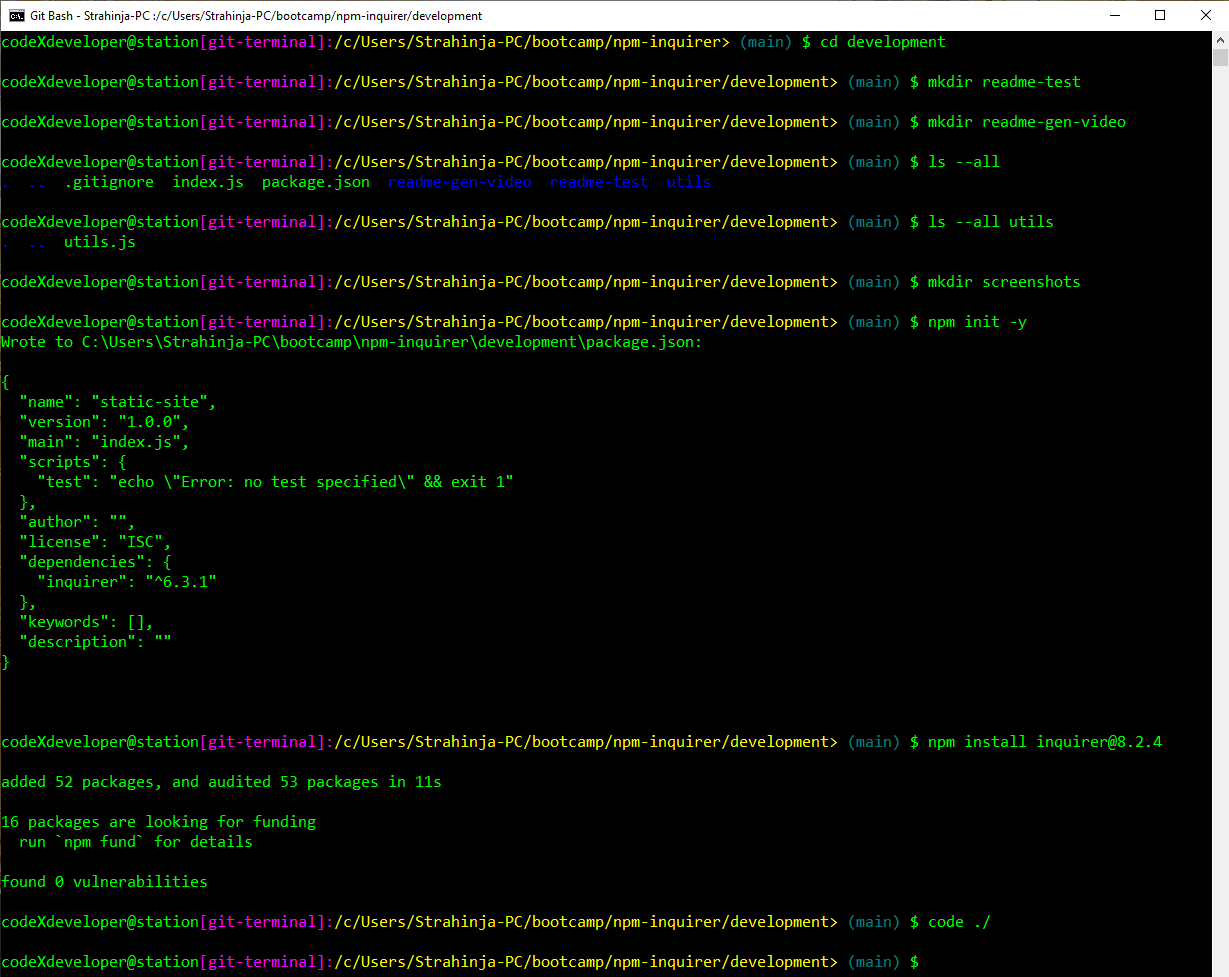 Git Bash - Strahinja-PC :/c/Users/Strahinja-PC/bootcamp/npm-inquirer/development
codeXdeveloper@station[git-terminal]:/c/Users/Strahinja-PC/bootcamp/npm-inquirer> (main) $ cd development
codeXdeveloper@station[git-terminal]:/c/Users/Strahinja-PC/bootcamp/npm-inquirer/development> (main) $ mkdir readme-test
codeXdeveloper@station[git-terminal]:/c/Users/Strahinja-PC/bootcamp/npm-inquirer/development> (main) $ mkdir readme-gen-video
codeXdeveloper@station[git-terminal]:/c/Users/Strahinja-PC/bootcamp/npm-inquirer/development> (main) $ ls --all
.  ..  .gitignore  index.js  package.json  readme-gen-video  readme-test  utils
codeXdeveloper@station[git-terminal]:/c/Users/Strahinja-PC/bootcamp/npm-inquirer/development> (main) $ ls --all utils
.  ..  utils.js
codeXdeveloper@station[git-terminal]:/c/Users/Strahinja-PC/bootcamp/npm-inquirer/development> (main) $ mkdir screenshots
codeXdeveloper@station[git-terminal]:/c/Users/Strahinja-PC/bootcamp/npm-inquirer/development> (main) $ npm init -y
Wrote to C:\Users\Strahinja-PC\bootcamp\npm-inquirer\development\package.json:
{
  "name": "static-site",
  "version": "1.0.0",
  "main": "index.js",
  "scripts": {
    "test": "echo \"Error: no test specified\" && exit 1"
  },
  "author": "",
  "license": "ISC",
  "dependencies": {
    "inquirer": "^6.3.1"
  },
  "keywords": [],
  "description": ""
}
codeXdeveloper@station[git-terminal]:/c/Users/Strahinja-PC/bootcamp/npm-inquirer/development> (main) $ npm install inquirer@8.2.4
added 52 packages, and audited 53 packages in 11s
16 packages are looking for funding
  run `npm fund` for details
found 0 vulnerabilities
codeXdeveloper@station[git-terminal]:/c/Users/Strahinja-PC/bootcamp/npm-inquirer/development> (main) $ code ./
codeXdeveloper@station[git-terminal]:/c/Users/Strahinja-PC/bootcamp/npm-inquirer/development> (main) $